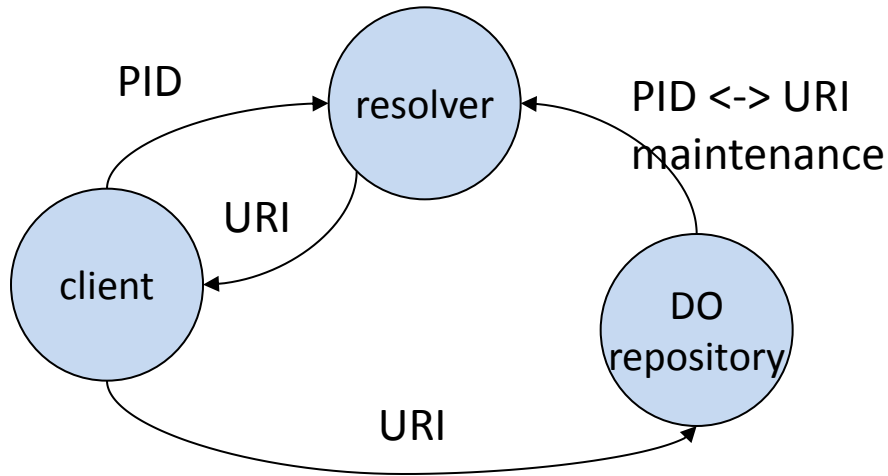 PID
resolver
PID <-> URI
maintenance
URI
client
DO
repository
URI